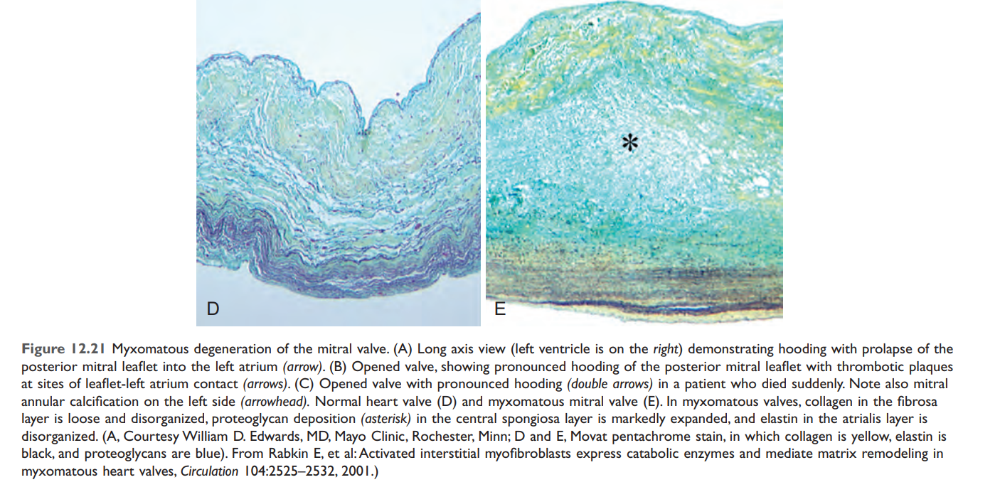 D
E
Figure 12.21 Myxomatous degeneration of the mitral valve. (A) Long axis view (left ventricle is on the right) demonstrating hooding with prolapse of the
posterior mitral leaflet into the left atrium (arrow). (B) Opened valve, showing pronounced hooding of the posterior mitral leaflet with thrombotic plaques
at sites of leaflet-left atrium contact (arrows). (C) Opened valve with pronounced hooding (double arrows) in a patient who died suddenly. Note also mitral
annular calcification on the left side (arrowhead). Normal heart valve (D) and myxomatous mitral valve (E). In myxomatous valves, collagen in the fibrosa
layer is loose and disorganized, proteoglycan deposition (asterisk) in the central spongiosa layer is markedly expanded, and elastin in the atrialis layer is
disorganized. (A, Courtesy William D. Edwards, MD, Mayo Clinic, Rochester, Minn; D and E, Movat pentachrome stain, in which collagen is yellow, elastin is
black, and proteoglycans are blue). From Rabkin E, et al: Activated interstitial myofibroblasts express catabolic enzymes and mediate matrix remodeling in
myxomatous heart valves, Circulation 104:2525–2532, 2001.)